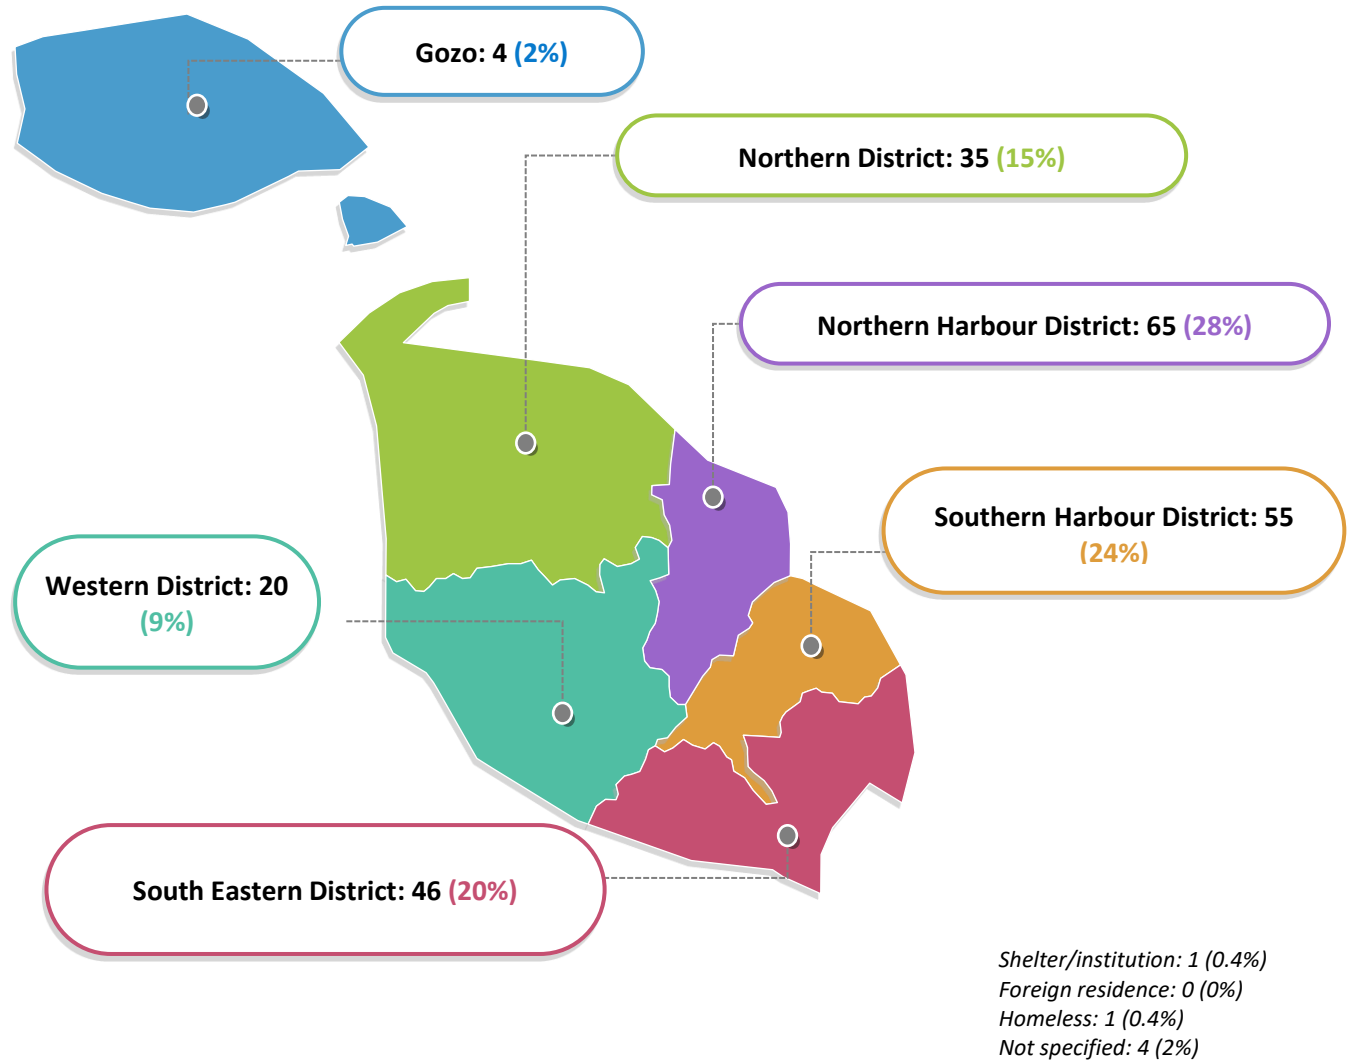 Gozo: 4 (2%)
Northern District: 35 (15%)
Northern Harbour District: 65 (28%)
Southern Harbour District: 55
(24%)
Western District: 20
(9%)
South Eastern District: 46 (20%)
Shelter/institution: 1 (0.4%)
Foreign residence: 0 (0%)
Homeless: 1 (0.4%)
Not specified: 4 (2%)